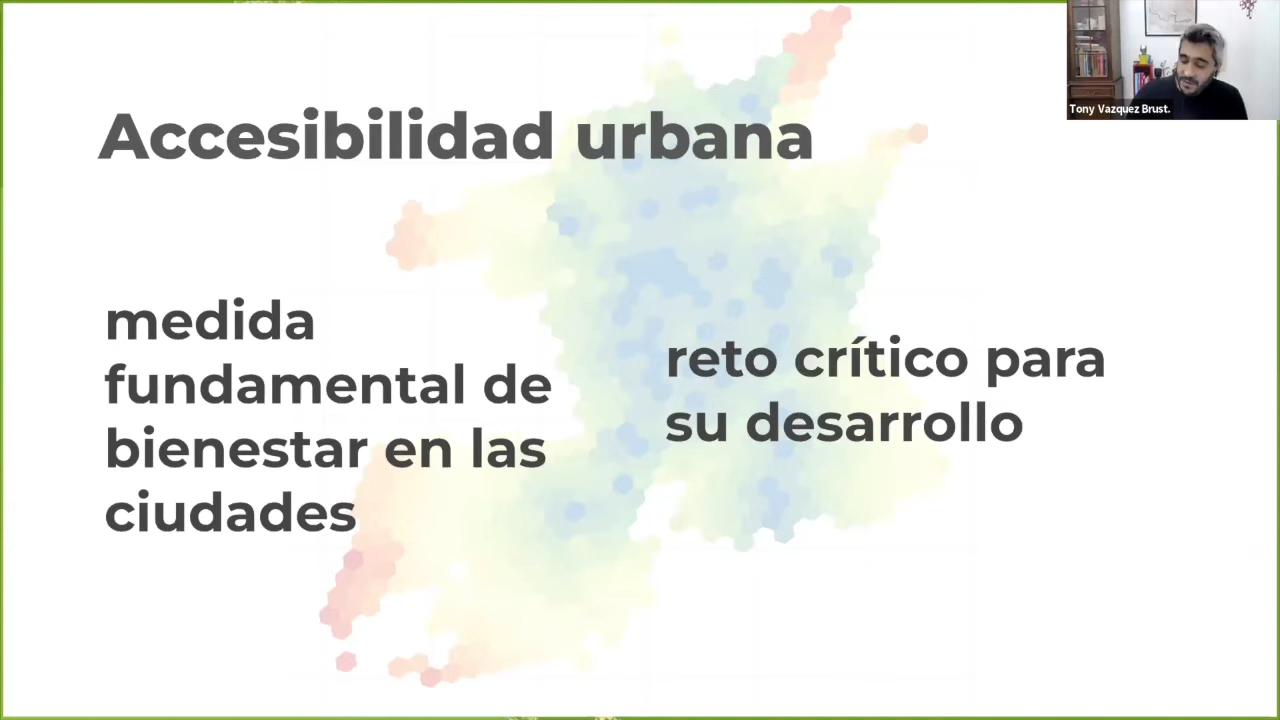 Accesibilidad urbana
medida
fundamental de
bienestar en las
ciudades
reto crítico para
su desarrollo
Tony Vazquez Brust.